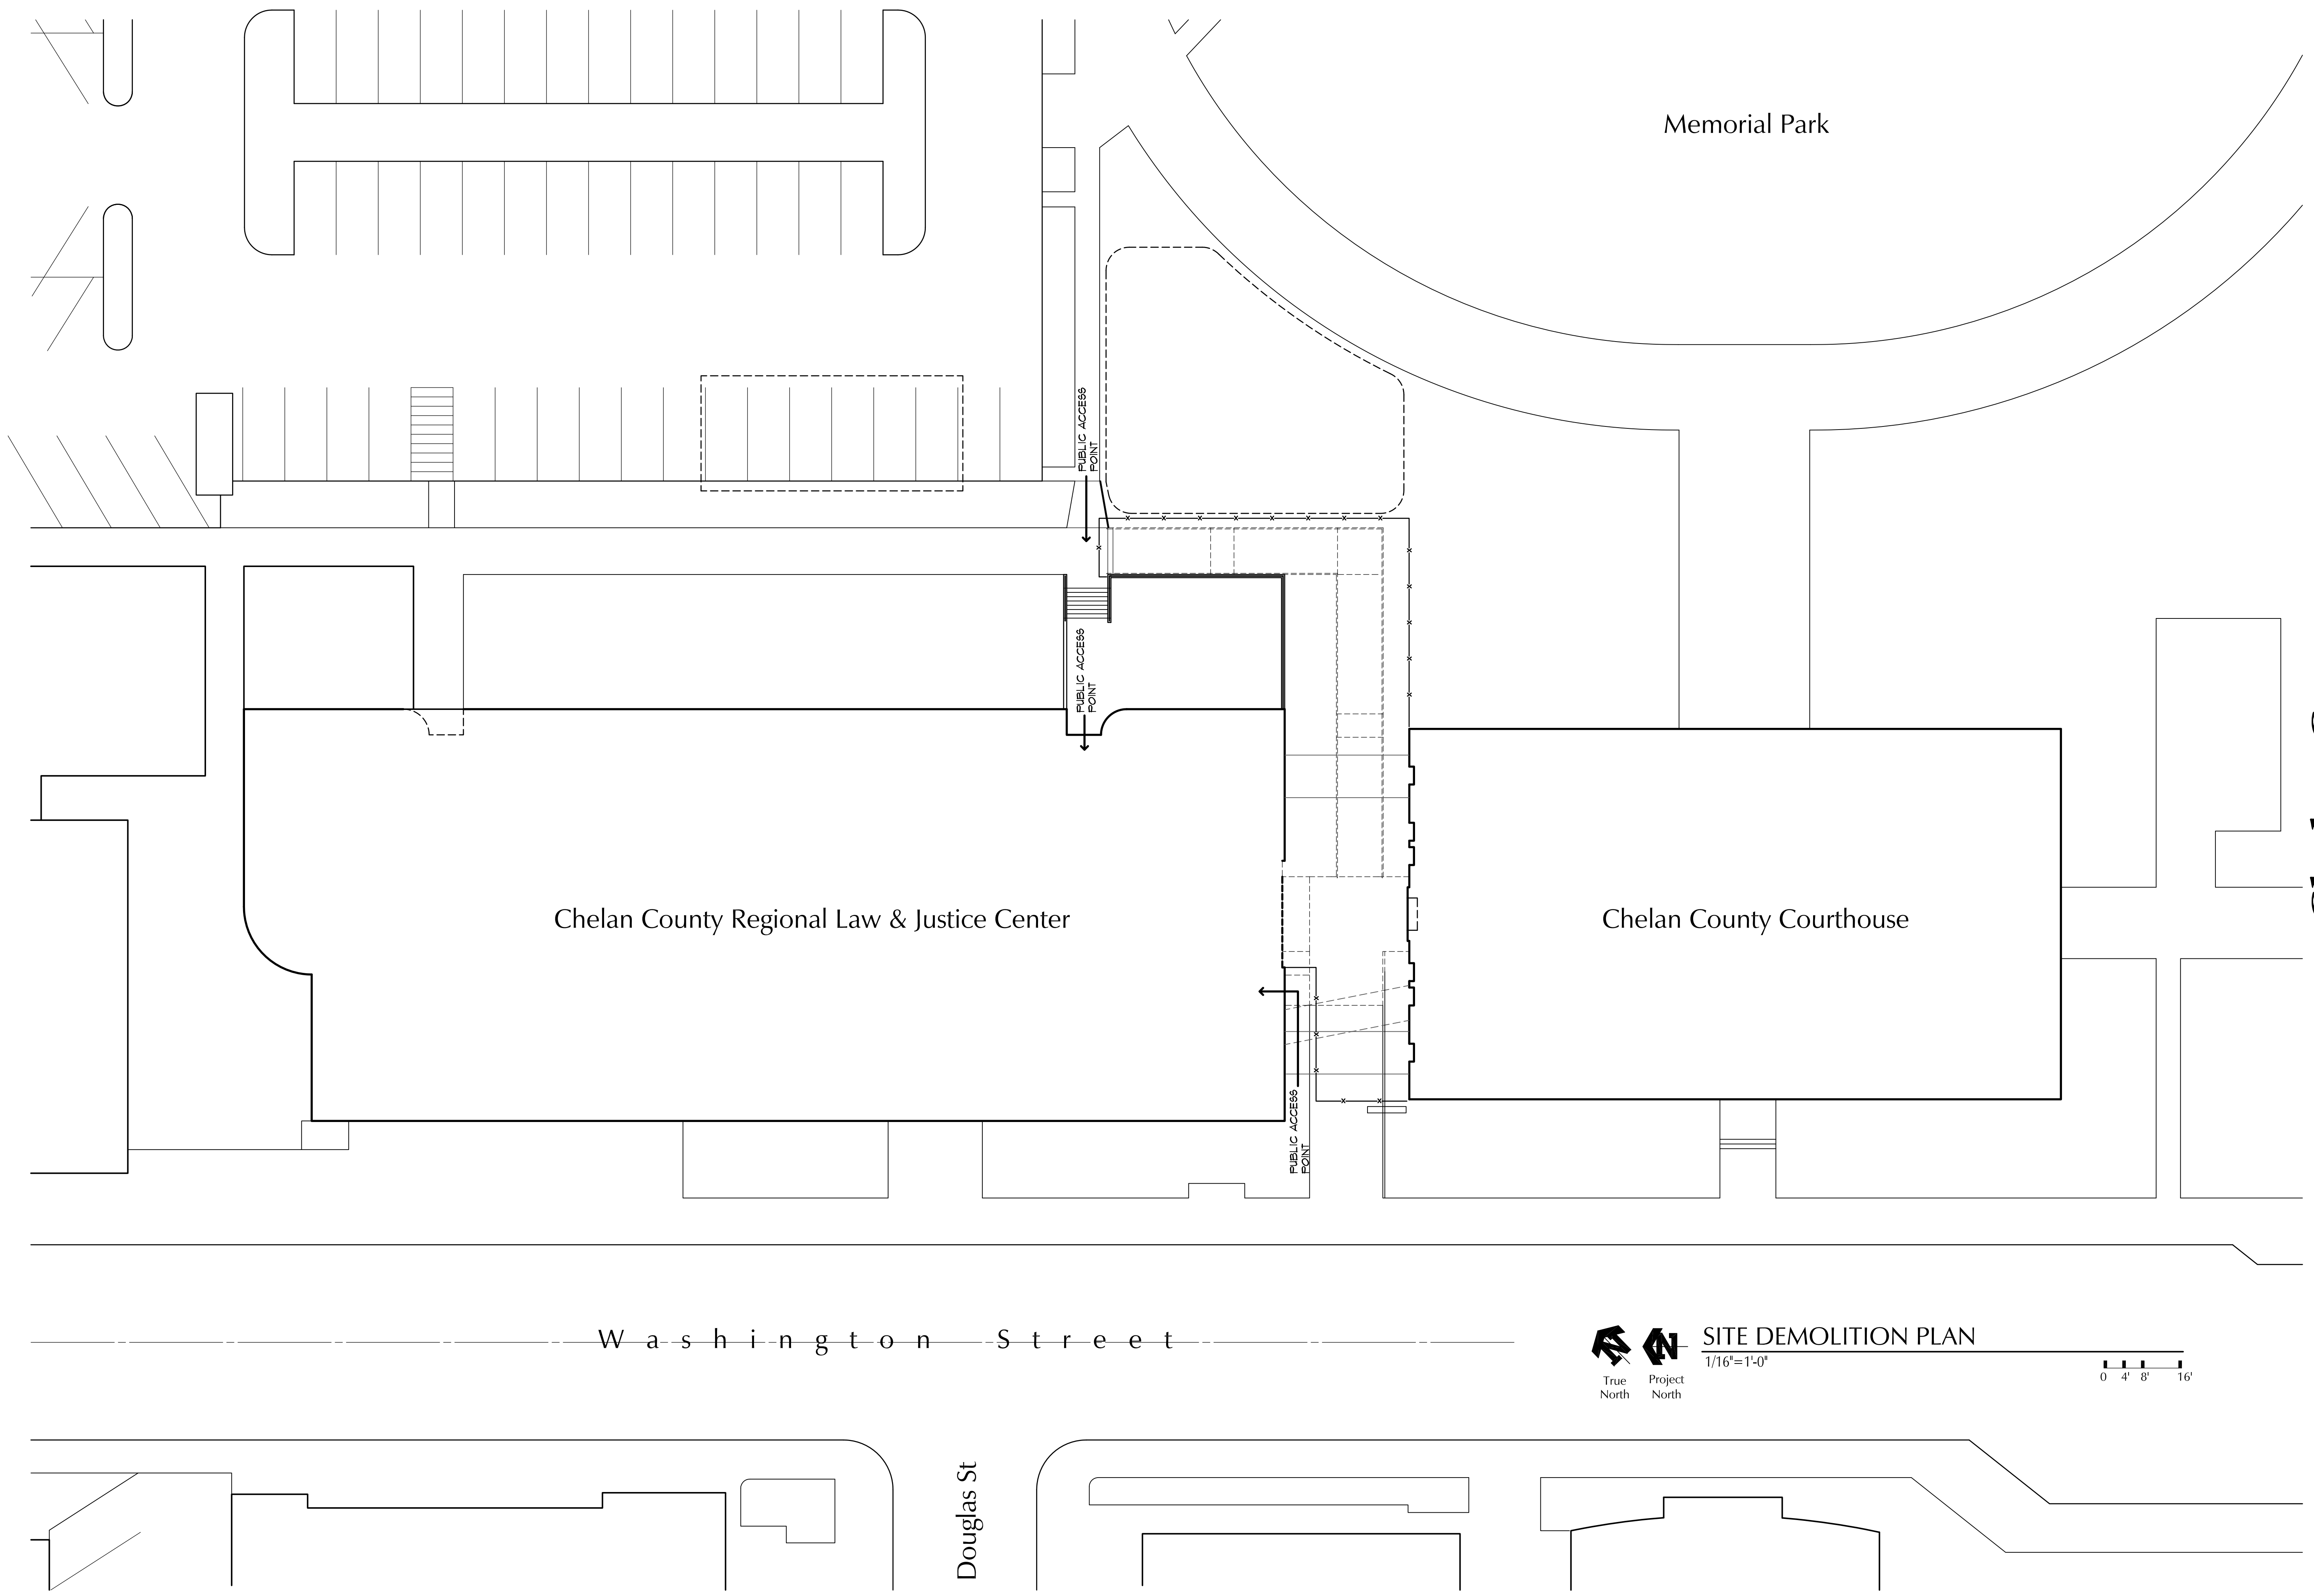 Memorial Park
PUBLIC ACCESS
POINT
PUBLIC ACCESS
POINT
Chelan County Regional Law & Justice Center
Chelan County Courthouse
PUBLIC ACCESS
POINT
Washington Street
N
True
North
N
Project
North
SITE DEMOLITION PLAN
1/16"=1'-0"
0 4' 8' 16'
Douglas St